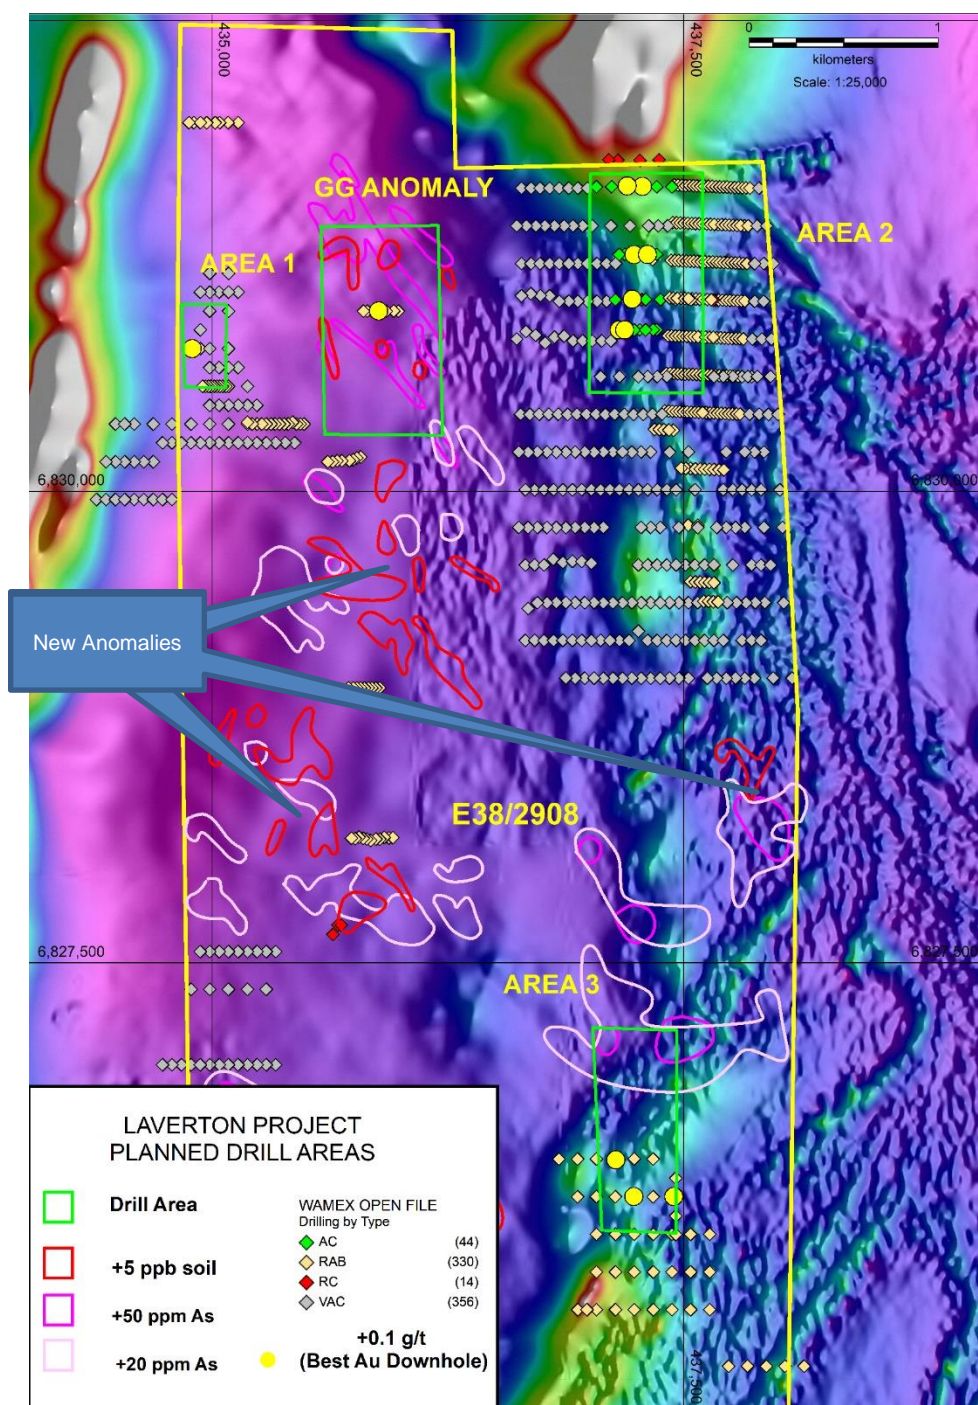 435,000
437,500
0
1
kilometers
Scale: 1:25,000
GG ANOMALY
AREA 1
AREA 2
6,830,000
6,830,000
New Anomalies
E38/2908
6,827,500
6,827,500
AREA 3
437,500
LAVERTON PROJECT
PLANNED DRILL AREAS
Drill Area
+5 ppb soil
+50 ppm As
+20 ppm As
WAMEX OPEN FILE
Drilling by Type
AC (44)
RAB (330)
RC (14)
VAC (356)
+0.1 g/t
(Best Au Downhole)